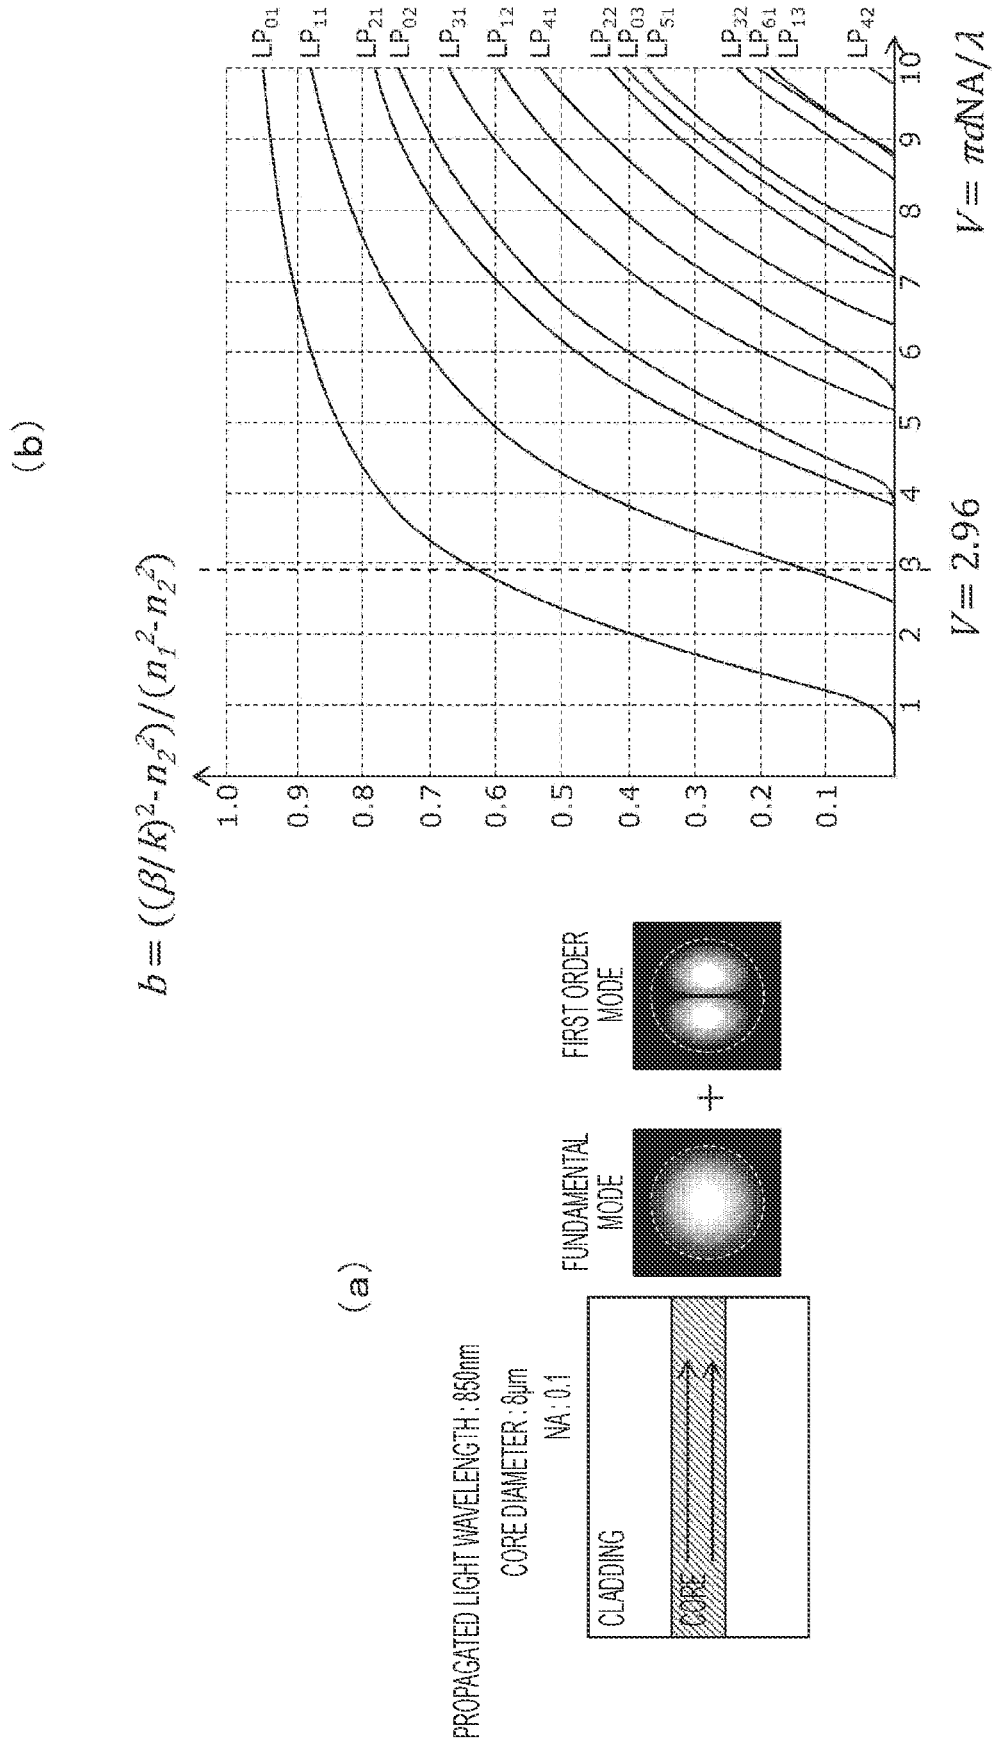 (a)
PROPAGATED LIGHT WAVELENGTH : 850nm
CORE DIAMETER : 8μm
NA : 0.1
CLADDING
CORE
FUNDAMENTAL
MODE
+
FIRST ORDER
MODE
(b)
b = ((β/k)²-n₂²)/(n₁²-n₂²)
1.0
0.9
0.8
0.7
0.6
0.5
0.4
0.3
0.2
0.1
1 2 3 4 5 6 7 8 9 10
LP₀₁
LP₁₁
LP₂₁
LP₀₂
LP₃₁
LP₁₂
LP₄₁
LP₂₂
LP₀₃
LP₅₁
LP₃₂
LP₆₁
LP₁₃
LP₄₂
V = 2.96
V = πdNA/λ